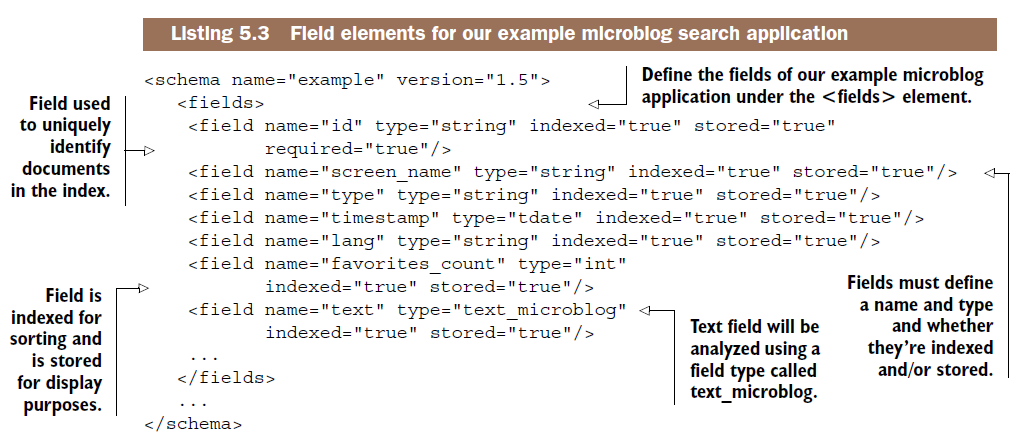 Listing 5.3 Field elements for our example microblog search application
<schema name="example" version="1.5">
<fields>
<field name="id" type="string" indexed="true" stored="true"
required="true"/>
<field name="screen_name" type="string" indexed="true" stored="true"/>
<field name="type" type="string" indexed="true" stored="true"/>
<field name="timestamp" type="tdate" indexed="true" stored="true"/>
<field name="lang" type="string" indexed="true" stored="true"/>
<field name="favorites_count" type="int"
indexed="true" stored="true"/>
<field name="text" type="text_microblog"
indexed="true" stored="true"/>
...
</fields>
...
</schema>
Define the fields of our example microblog
application under the <fields> element.
Field used
to uniquely
identify
documents
in the index.
Field is
indexed for
sorting and
is stored
for display
purposes.
Text field will be
analyzed using a
field type called
text_microblog.
Fields must define
a name and type
and whether
they're indexed
and/or stored.